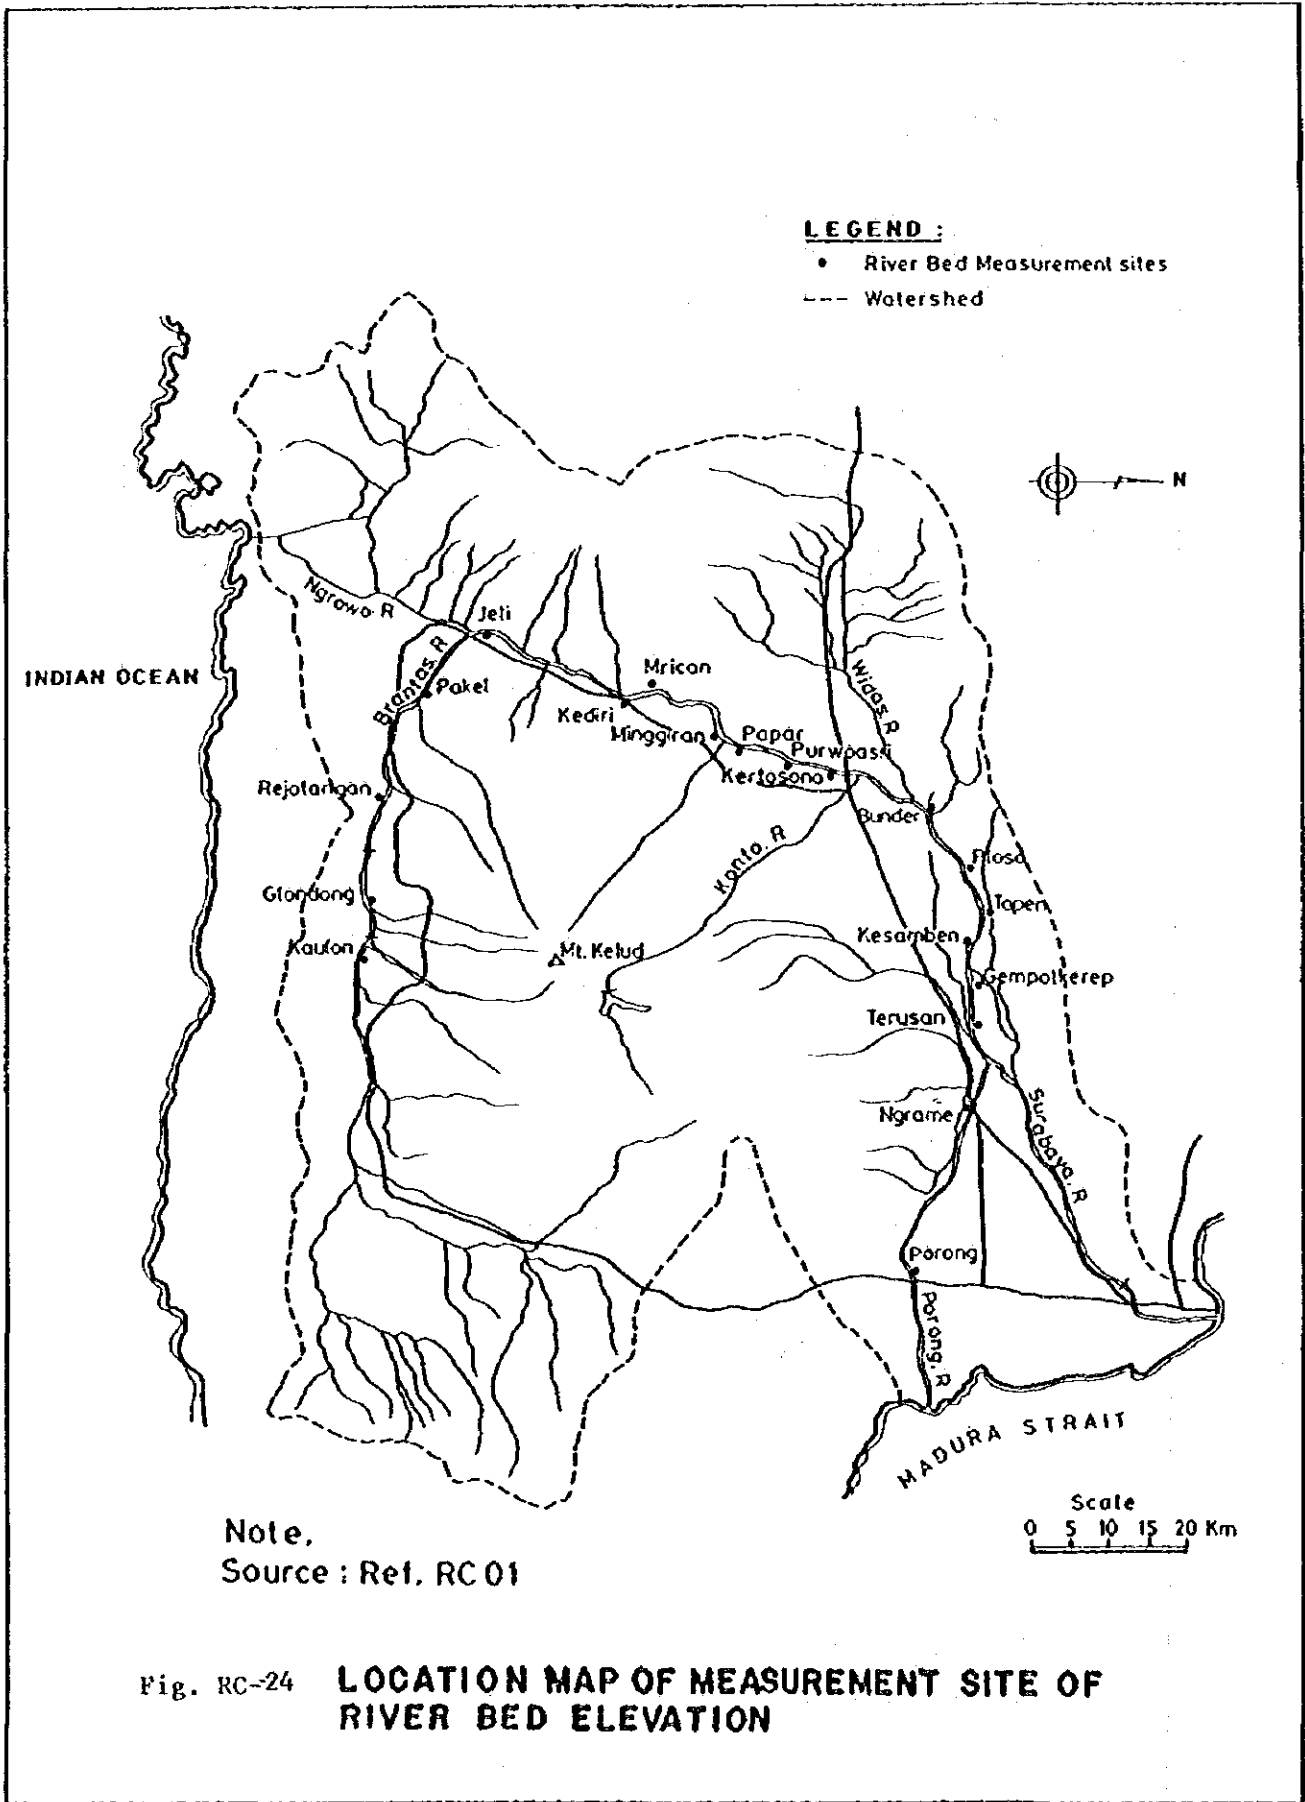 LEGEND :
River Bed Measurement sites
Watershed
N
Ngrowo. R
Jeli
INDIAN OCEAN
Brantas. R
Pakel
Mrican
Widas. R
Kediri
Minggiran
Papar
Purwoasri
Kertosono
Rejotangan
Bunder
Konto. R
Ploso
Glondong
Tapen
Kaulon
Mt. Kelud
Kesamben
Gempolkerep
Terusan
Ngrame
Surabaya. R
Porong
Porong. R
MADURA STRAIT
Scale
0 5 10 15 20 Km
Note,
Source : Ref. RC 01
Fig. RC-24 LOCATION MAP OF MEASUREMENT SITE OF
RIVER BED ELEVATION